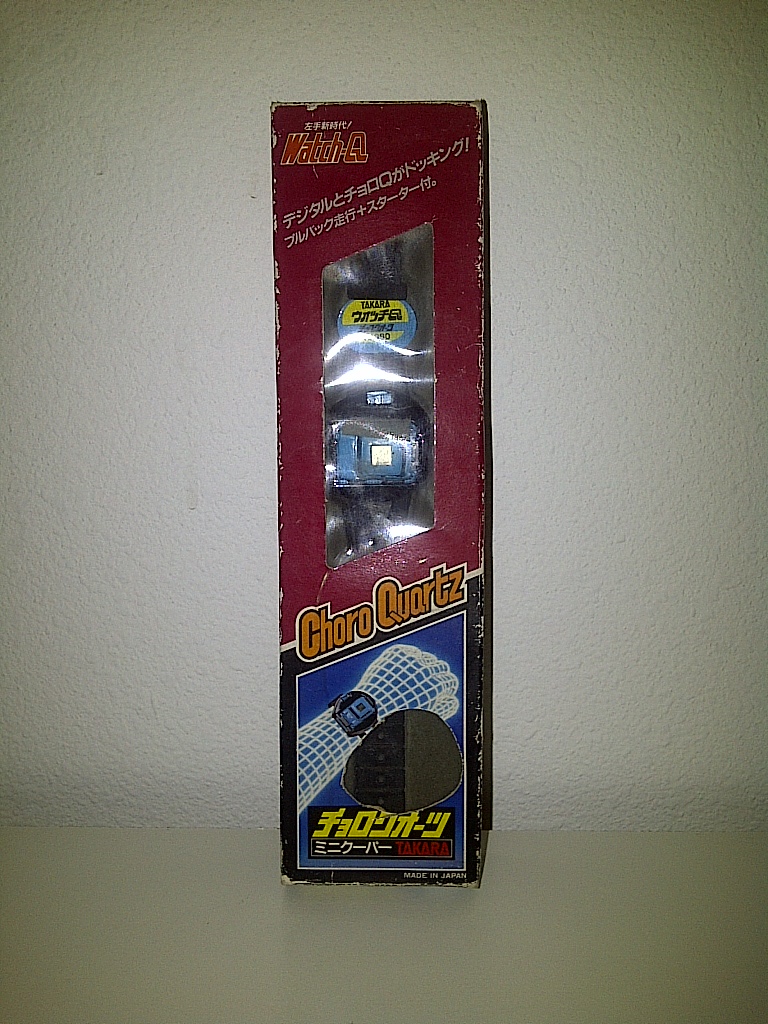 左手新時代!
Watch-Q
デジタルとチョロQがドッキング!
プルバック走行+スターター付。
TAKARA
ウオッチQ
Choro Quartz
チョロクオーツ
ミニクーパー TAKARA
MADE IN JAPAN